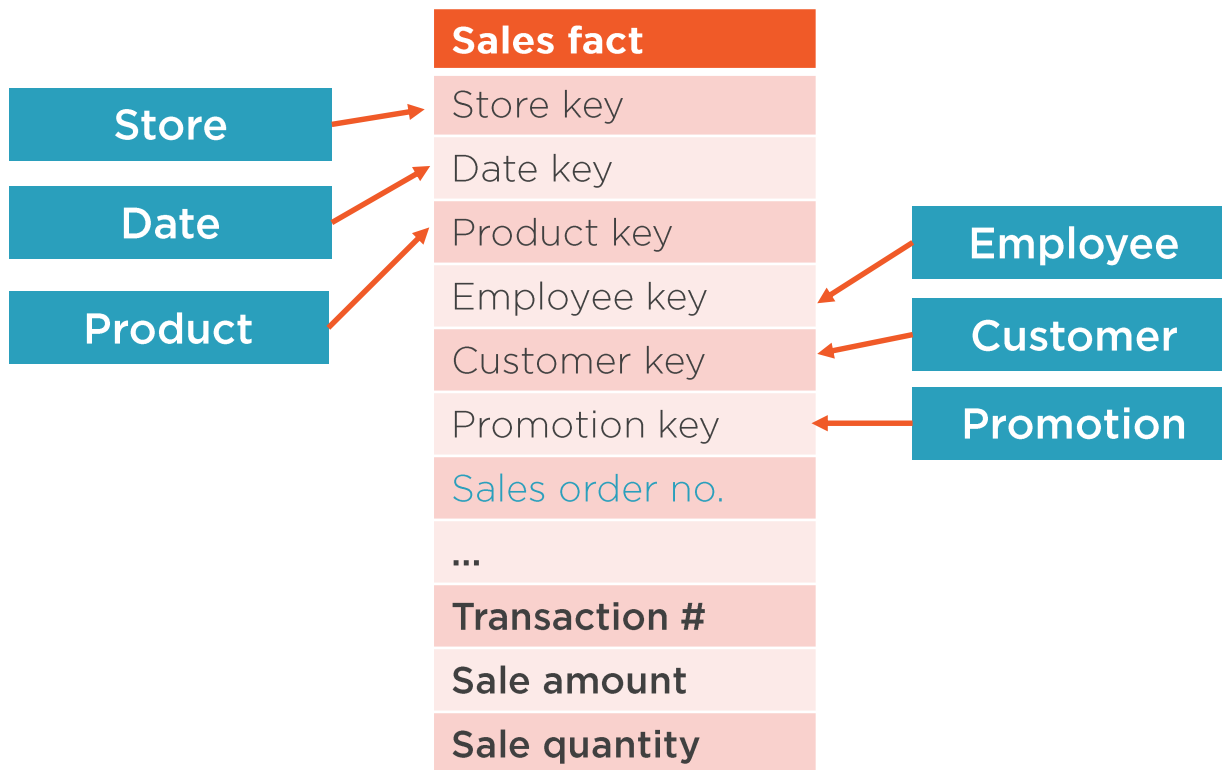 Sales fact
Store key
Date key
Product key
Employee key
Customer key
Promotion key
Sales order no.
...
Transaction #
Sale amount
Sale quantity
Store
Date
Product
Employee
Customer
Promotion